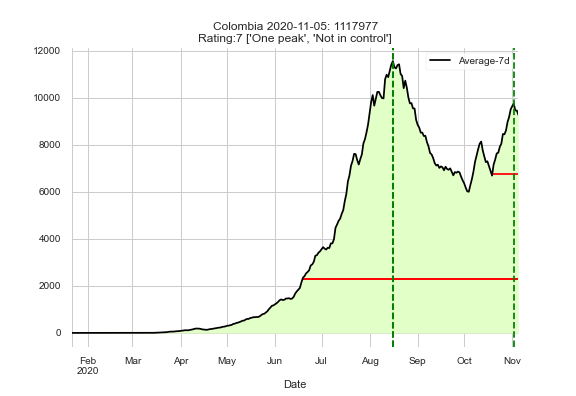 Colombia 2020-11-05: 1117977
Rating:7 ['One peak', 'Not in control']
Average-7d
12000
10000
8000
6000
4000
2000
0
Feb Mar Apr May Jun Jul Aug Sep Oct Nov
2020
Date